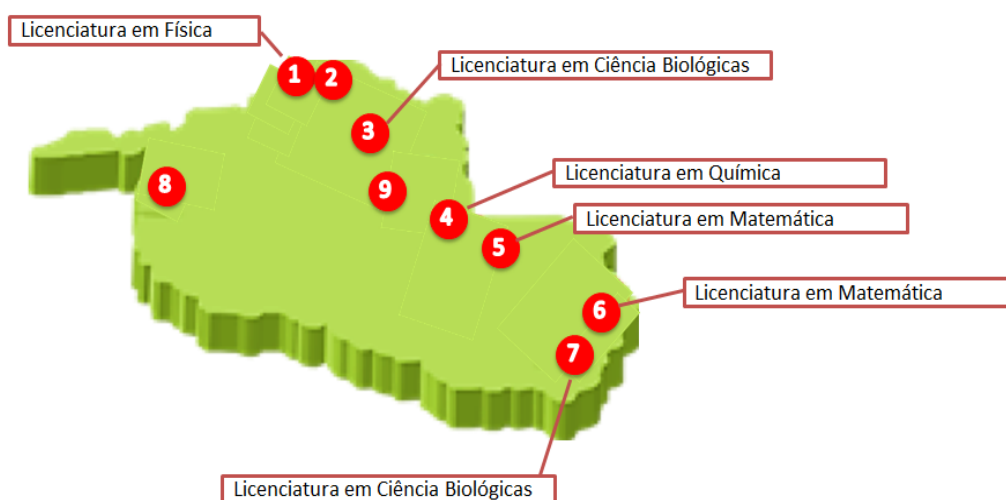 Licenciatura em Física
1
2
Licenciatura em Ciência Biológicas
3
Licenciatura em Química
8
9
4
Licenciatura em Matemática
5
Licenciatura em Matemática
6
7
Licenciatura em Ciência Biológicas